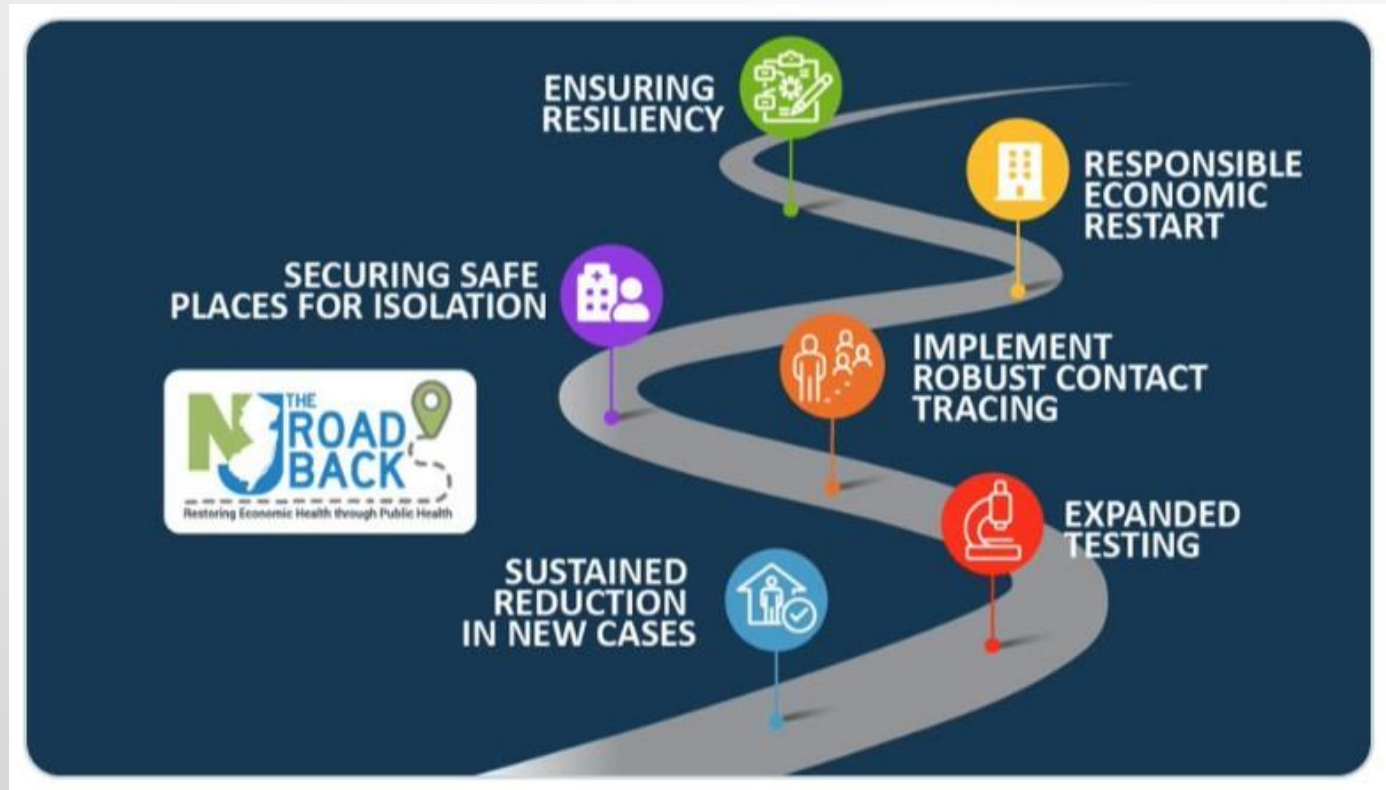 ENSURING
RESILIENCY
RESPONSIBLE
ECONOMIC
RESTART
SECURING SAFE
PLACES FOR ISOLATION
IMPLEMENT
ROBUST CONTACT
TRACING
NJ THE
ROAD
BACK
Restoring Economic Health through Public Health
EXPANDED
TESTING
SUSTAINED
REDUCTION
IN NEW CASES